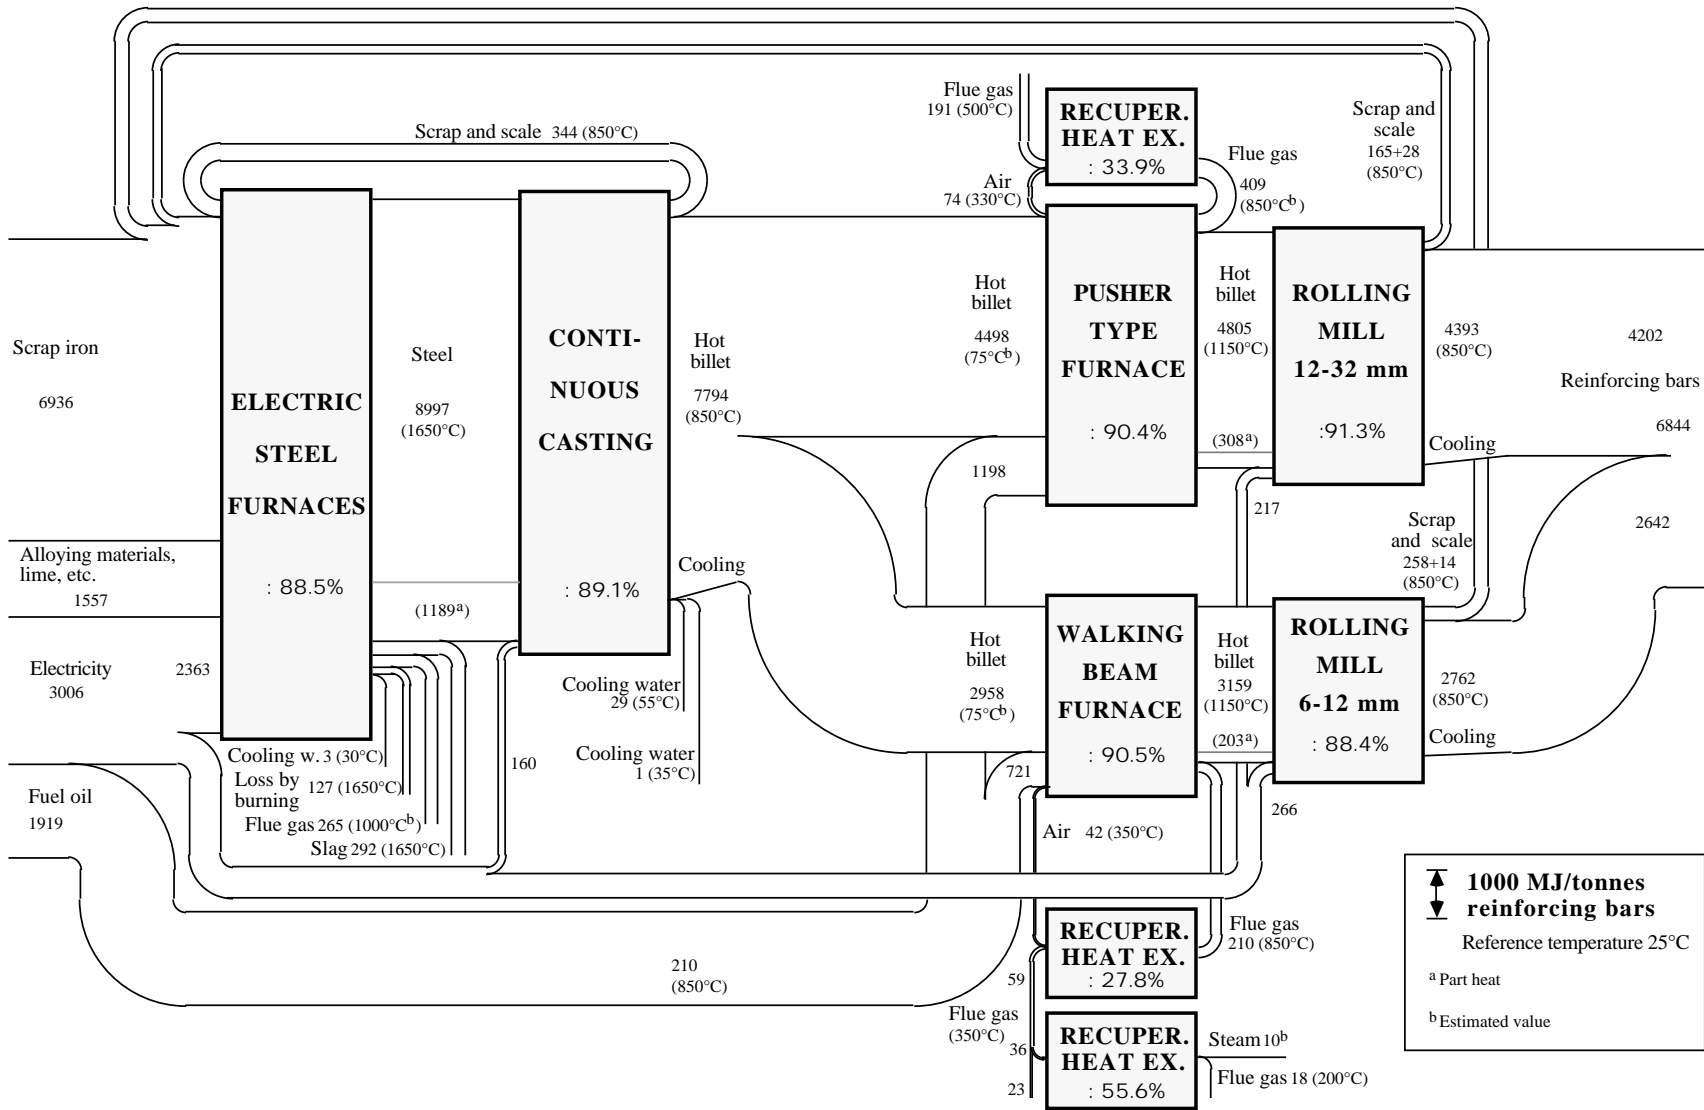 Flue gas
191 (500°C)
RECUPER.
HEAT EX.
: 33.9%
Scrap and
scale
165+28
(850°C)
Scrap and scale 344 (850°C)
Flue gas
409
(850°Cb)
Air
74 (330°C)
Scrap iron
6936
ELECTRIC
STEEL
FURNACES
: 88.5%
Steel
8997
(1650°C)
(1189a)
CONTI-
NUOUS
CASTING
: 89.1%
Hot
billet
7794
(850°C)
Hot
billet
4498
(75°Cb)
PUSHER
TYPE
FURNACE
: 90.4%
Hot
billet
4805
(1150°C)
(308a)
ROLLING
MILL
12-32 mm
:91.3%
4393
(850°C)
4202
Reinforcing bars
6844
Cooling
1198
217
2642
Scrap
and scale
258+14
(850°C)
Alloying materials,
lime, etc.
1557
Cooling
Electricity
3006
2363
Cooling water
29 (55°C)
Cooling water
1 (35°C)
Hot
billet
2958
(75°Cb)
WALKING
BEAM
FURNACE
: 90.5%
Hot
billet
3159
(1150°C)
(203a)
ROLLING
MILL
6-12 mm
: 88.4%
2762
(850°C)
Cooling
Cooling w. 3 (30°C)
Loss by
burning 127 (1650°C)
Flue gas 265 (1000°Cb)
Slag 292 (1650°C)
160
721
266
Fuel oil
1919
Air 42 (350°C)
1000 MJ/tonnes
reinforcing bars
Reference temperature 25°C
a Part heat
b Estimated value
RECUPER.
HEAT EX.
: 27.8%
Flue gas
210 (850°C)
210
(850°C)
59
Flue gas
(350°C)
36
23
RECUPER.
HEAT EX.
: 55.6%
Steam 10b
Flue gas 18 (200°C)